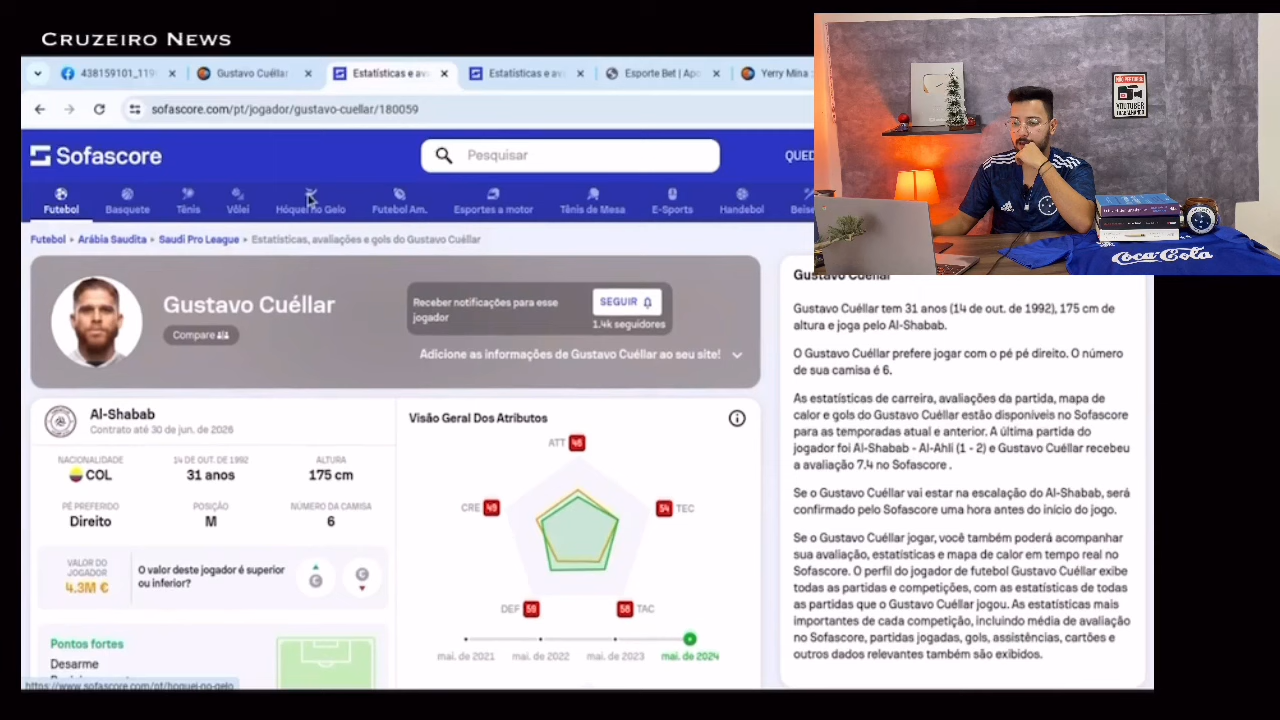 CRUZEIRO NEWS
438159101_119
Gustavo Cuéllar
Estatísticas e av
Estatísticas e av
Esporte Bet | Apo
Yerry Mina
sofascore.com/pt/jogador/gustavo-cuellar/180059
Sofascore
Pesquisar
QUED
Futebol
Basquete
Tênis
Vôlei
Hóquei no Gelo
Futebol Am.
Esportes a motor
Tênis de Mesa
E-Sports
Handebol
Beise
Futebol
Arábia Saudita
Saudi Pro League
Estatísticas, avaliações e gols do Gustavo Cuéllar
Gustavo Cuéllar
Compare
Receber notificações para esse
jogador
SEGUIR
1.4k seguidores
Adicione as informações de Gustavo Cuéllar ao seu site!
Al-Shabab
Contrato até 30 de jun. de 2026
NACIONALIDADE
14 DE OUT. DE 1992
ALTURA
COL
31 anos
175 cm
PÉ PREFERIDO
POSIÇÃO
NÚMERO DA CAMISA
Direito
M
6
VALOR DO
JOGADOR
4.3M €
O valor deste jogador é superior
ou inferior?
Pontos fortes
Desarme
https://www.sofascore.com/pt/hoquei-no-gelo
Visão Geral Dos Atributos
ATT 46
CRE 49
54 TEC
DEF 59
58 TAC
mai. de 2021
mai. de 2022
mai. de 2023
mai. de 2024
Gustavo Cuéllar
Gustavo Cuéllar tem 31 anos (14 de out. de 1992), 175 cm de
altura e joga pelo Al-Shabab.
O Gustavo Cuéllar prefere jogar com o pé pé direito. O número
de sua camisa é 6.
As estatísticas de carreira, avaliações da partida, mapa de
calor e gols do Gustavo Cuéllar estão disponíveis no Sofascore
para as temporadas atual e anterior. A última partida do
jogador foi Al-Shabab - Al-Ahli (1 - 2) e Gustavo Cuéllar recebeu
a avaliação 7.4 no Sofascore .
Se o Gustavo Cuéllar vai estar na escalação do Al-Shabab, será
confirmado pelo Sofascore uma hora antes do início do jogo.
Se o Gustavo Cuéllar jogar, você também poderá acompanhar
sua avaliação, estatísticas e mapa de calor em tempo real no
Sofascore. O perfil do jogador de futebol Gustavo Cuéllar exibe
todas as partidas e competições, com as estatísticas de todas
as partidas que o Gustavo Cuéllar jogou. As estatísticas mais
importantes de cada competição, incluindo média de avaliação
no Sofascore, partidas jogadas, gols, assistências, cartões e
outros dados relevantes também são exibidos.
YOUTUBER
TRABALHANDO
Coca-Cola